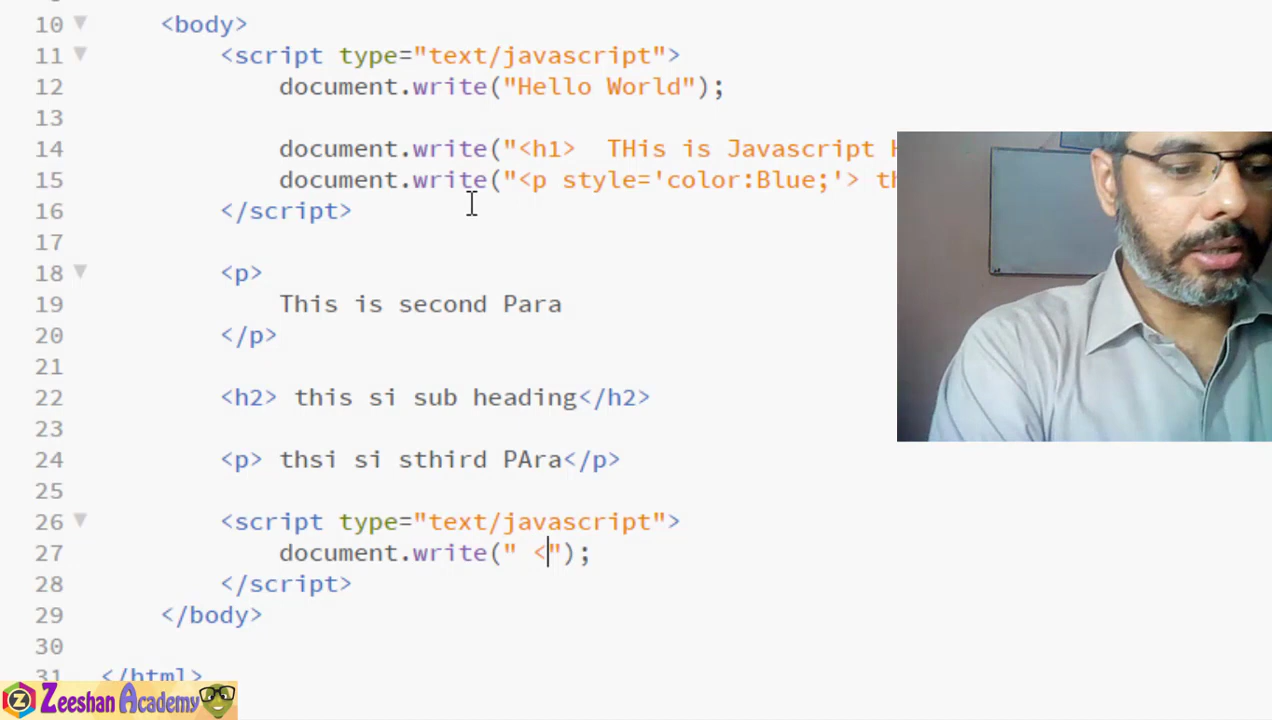 10 <body>
11 <script type="text/javascript">
12 document.write("Hello World");
13
14 document.write("<h1> THis is Javascript
15 document.write("<p style='color:Blue;'> th
16 </script>
17
18 <p>
19 This is second Para
20 </p>
21
22 <h2> this si sub heading</h2>
23
24 <p> thsi si sthird PAra</p>
25
26 <script type="text/javascript">
27 document.write(" <");
28 </script>
29 </body>
30
31 </html>
Zeeshan Academy